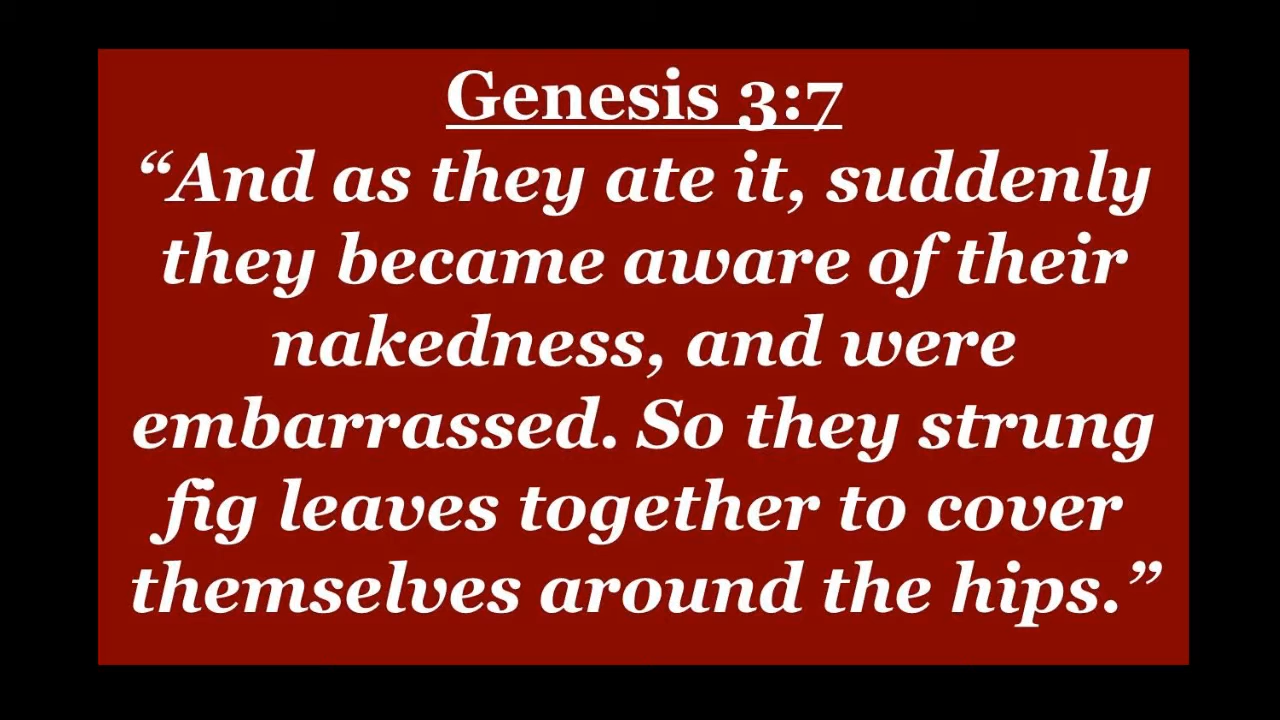 Genesis 3:7
“And as they ate it, suddenly
they became aware of their
nakedness, and were
embarrassed. So they strung
fig leaves together to cover
themselves around the hips.”